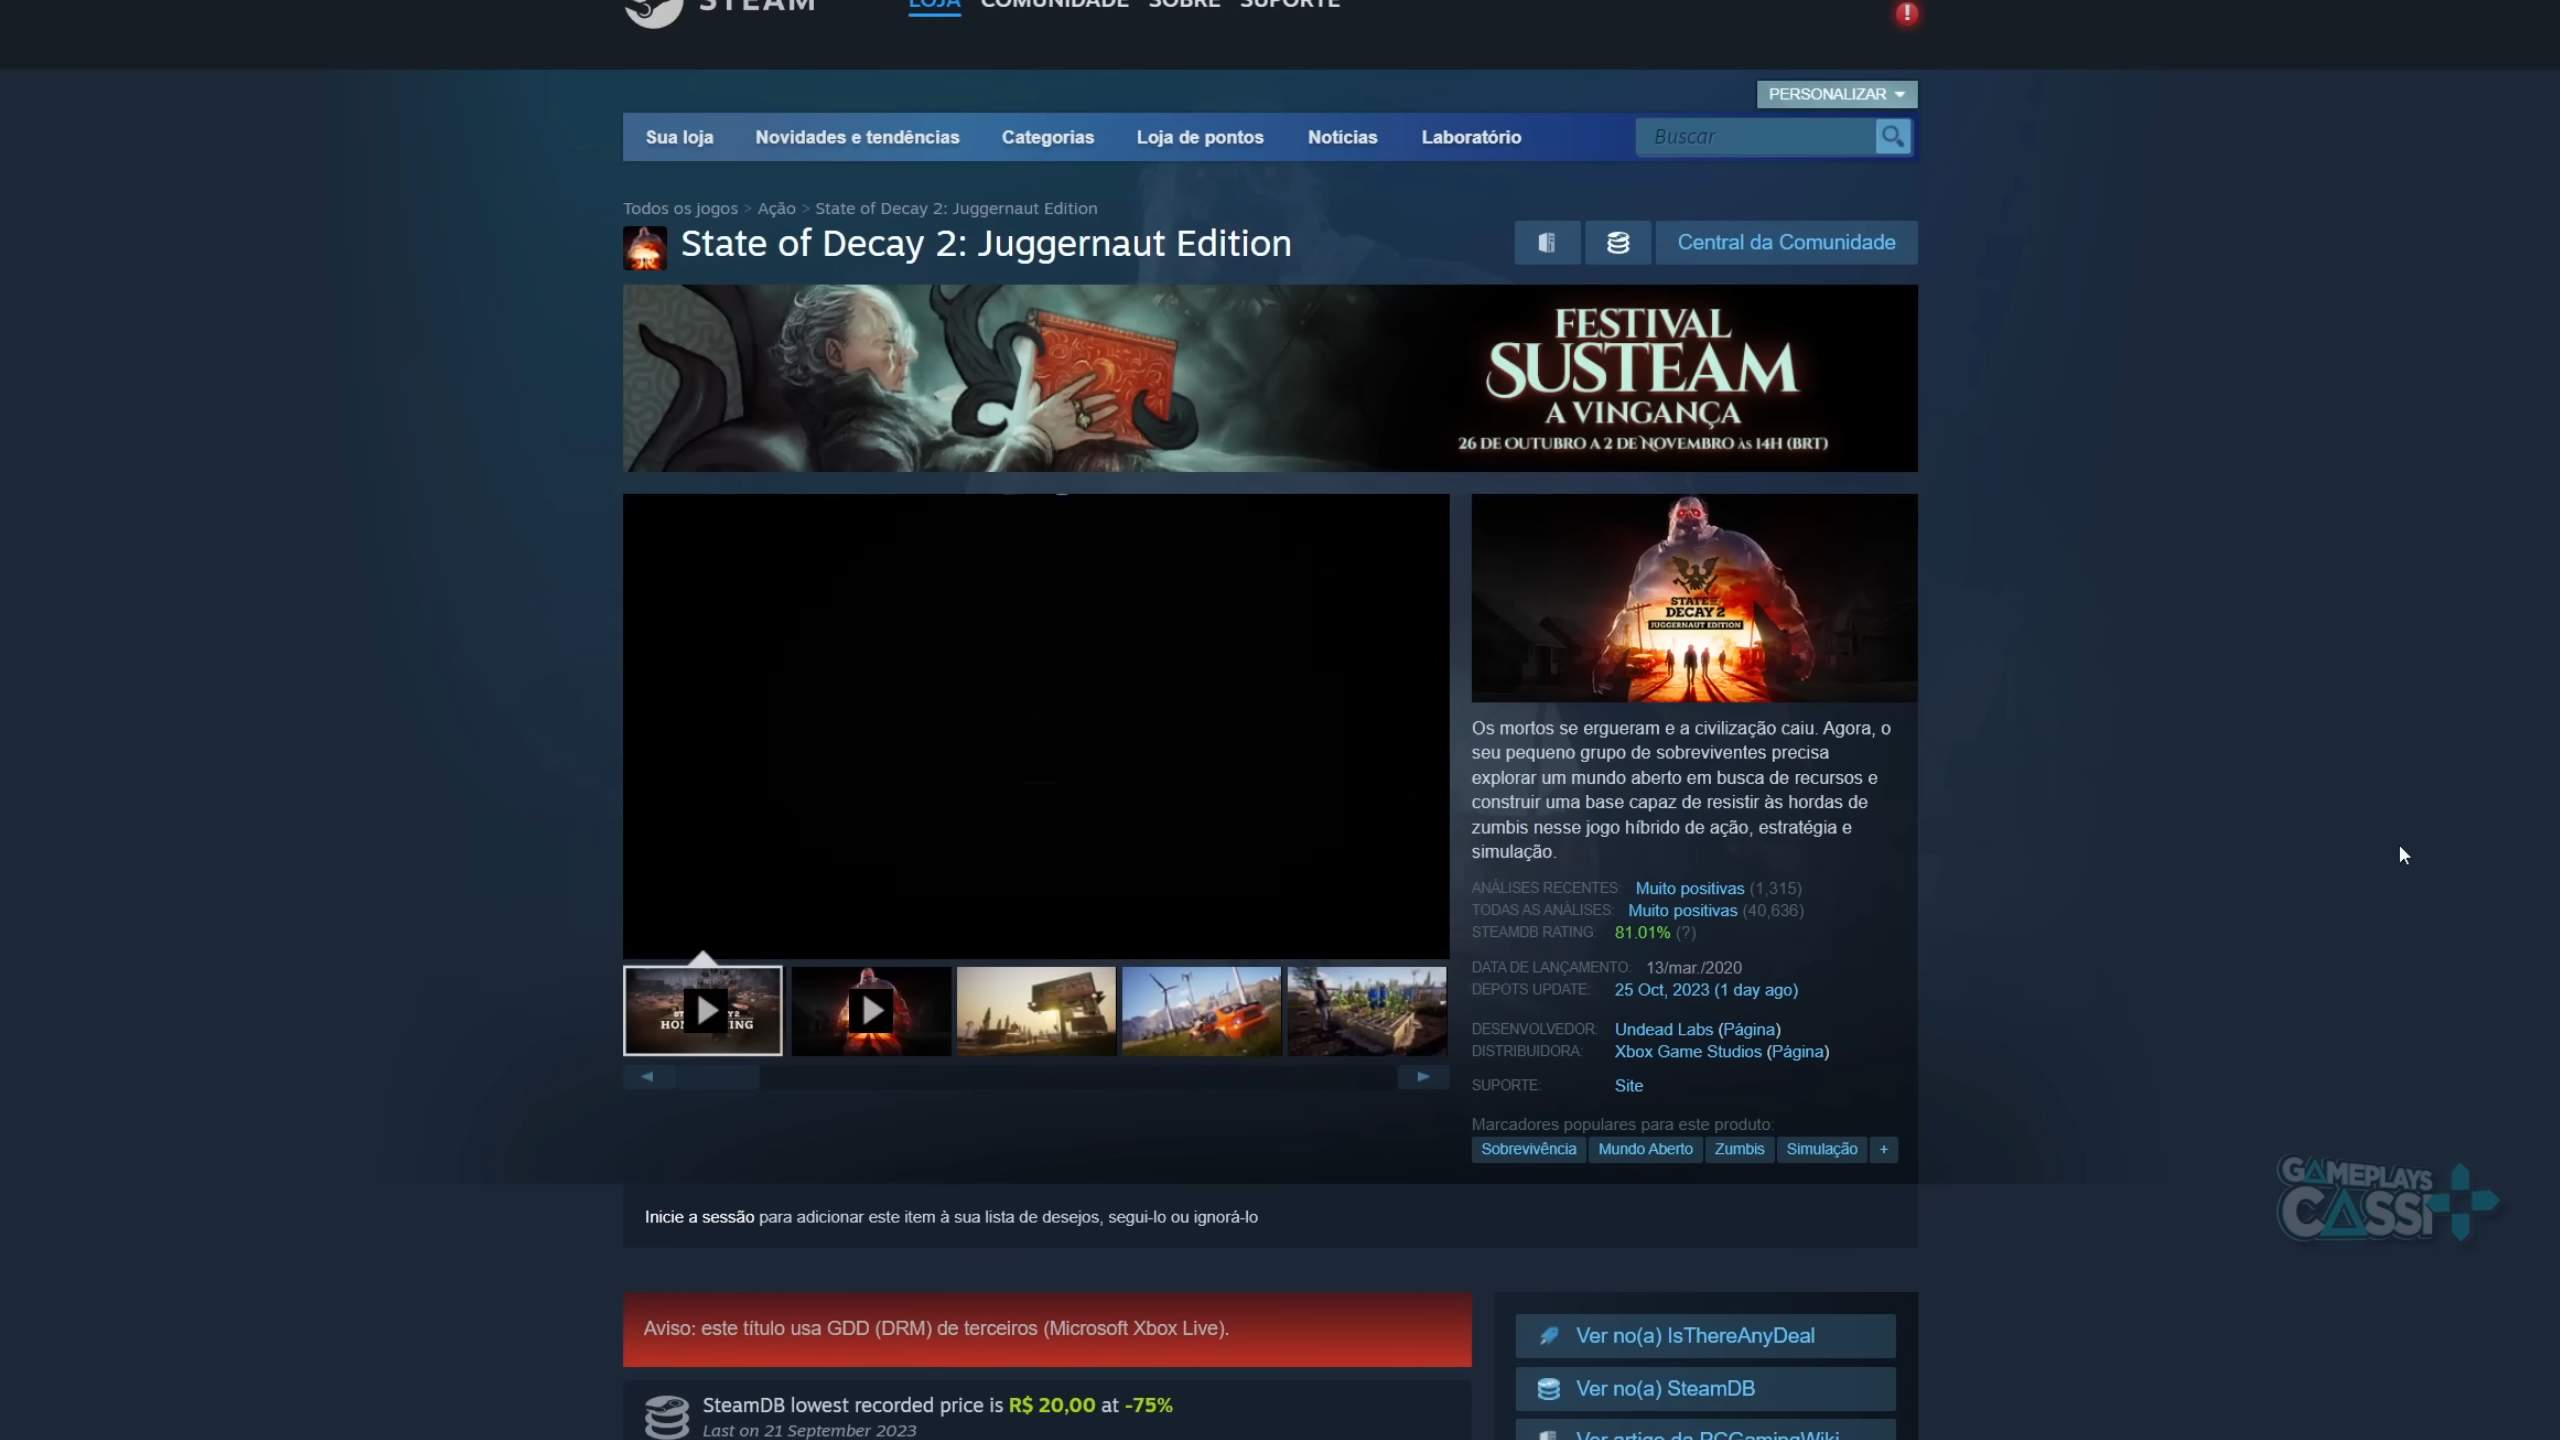 STEAM
LOJA COMUNIDADE SOBRE SUPORTE
PERSONALIZAR
Sua loja Novidades e tendências Categorias Loja de pontos Notícias Laboratório Buscar
Todos os jogos > Ação > State of Decay 2: Juggernaut Edition
State of Decay 2: Juggernaut Edition
Central da Comunidade
FESTIVAL
SUSTEAM
A VINGANÇA
26 DE OUTUBRO A 2 DE NOVEMBRO às 14H (BRT)
STATE OF
DECAY 2
JUGGERNAUT EDITION
Os mortos se ergueram e a civilização caiu. Agora, o
seu pequeno grupo de sobreviventes precisa
explorar um mundo aberto em busca de recursos e
construir uma base capaz de resistir às hordas de
zumbis nesse jogo híbrido de ação, estratégia e
simulação.
ANÁLISES RECENTES: Muito positivas (1,315)
TODAS AS ANÁLISES: Muito positivas (40,636)
STEAMDB RATING: 81.01% (?)
DATA DE LANÇAMENTO: 13/mar./2020
DEPOTS UPDATE: 25 Oct, 2023 (1 day ago)
DESENVOLVEDOR: Undead Labs (Página)
DISTRIBUIDORA: Xbox Game Studios (Página)
SUPORTE: Site
Marcadores populares para este produto:
Sobrevivência Mundo Aberto Zumbis Simulação +
Inicie a sessão para adicionar este item à sua lista de desejos, segui-lo ou ignorá-lo
GAMEPLAYS
CASSI
Aviso: este título usa GDD (DRM) de terceiros (Microsoft Xbox Live).
SteamDB lowest recorded price is R$ 20,00 at -75%
Last on 21 September 2023
Ver no(a) IsThereAnyDeal
Ver no(a) SteamDB
Ver artigo da PCGamingWiki